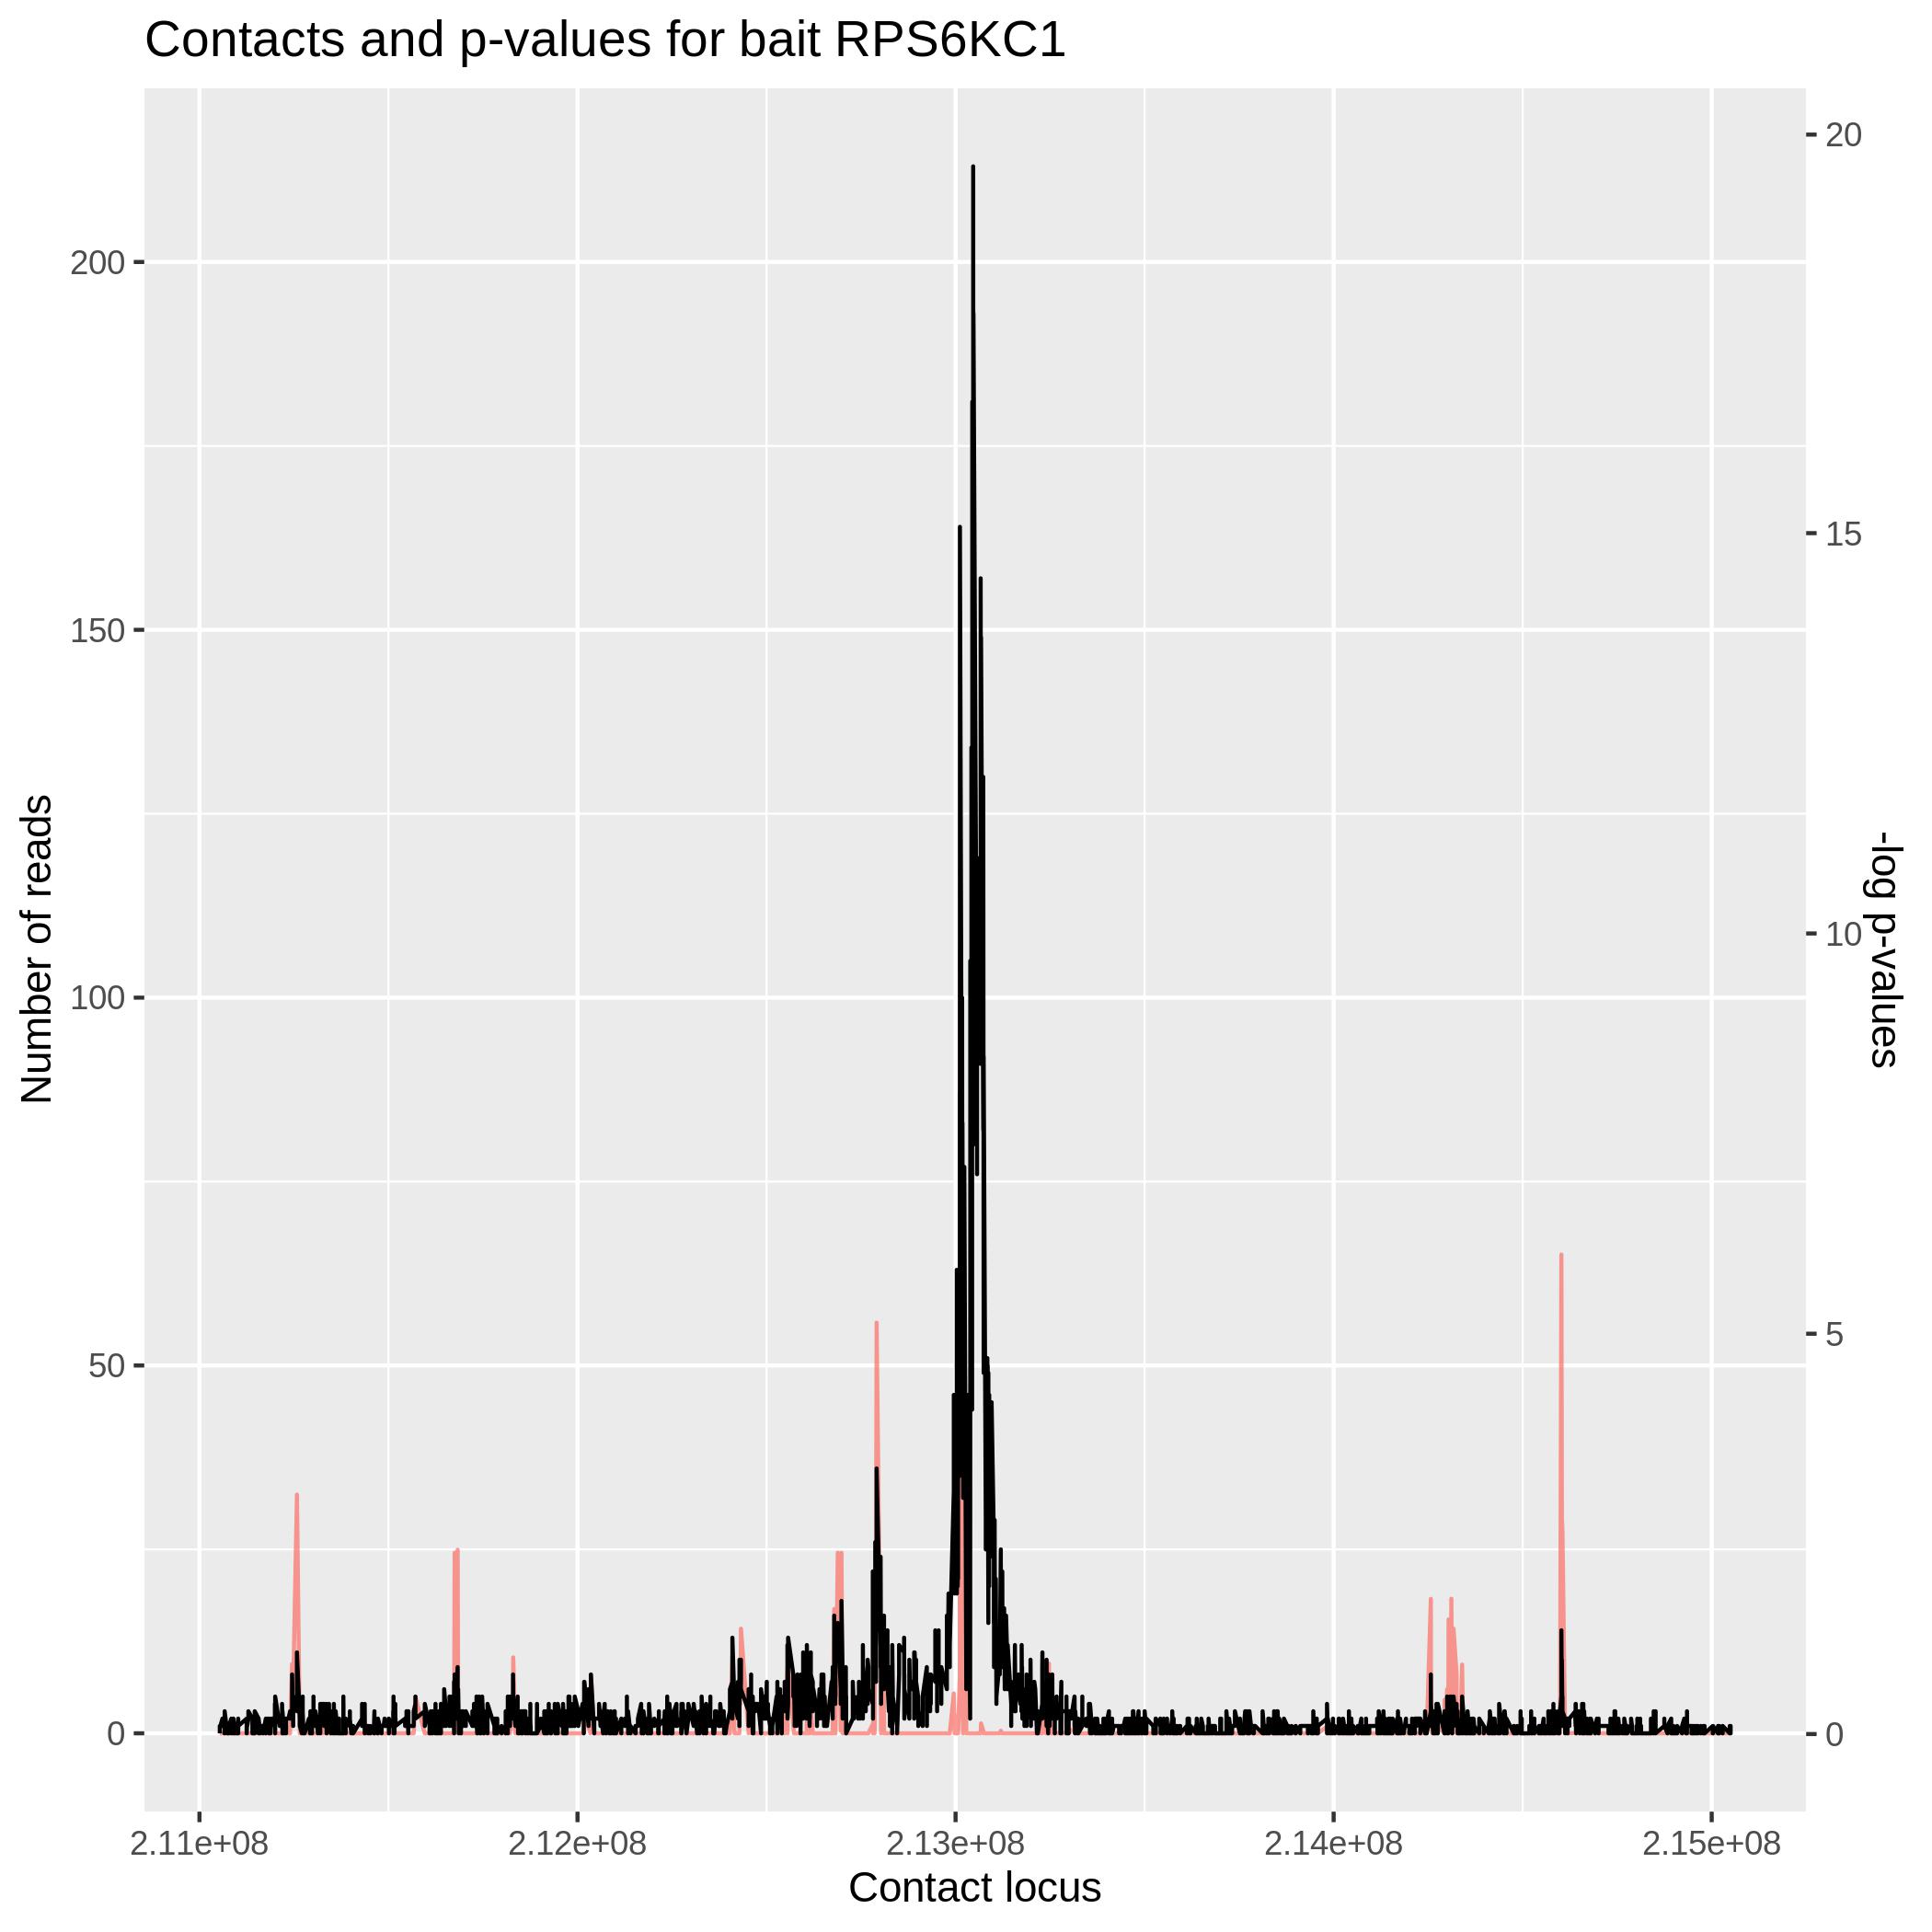 Contacts and p-values for bait RPS6KC1
Number of reads
200
150
100
50
0
20
15
10
5
0
-log p-values
2.11e+08
2.12e+08
2.13e+08
2.14e+08
2.15e+08
Contact locus